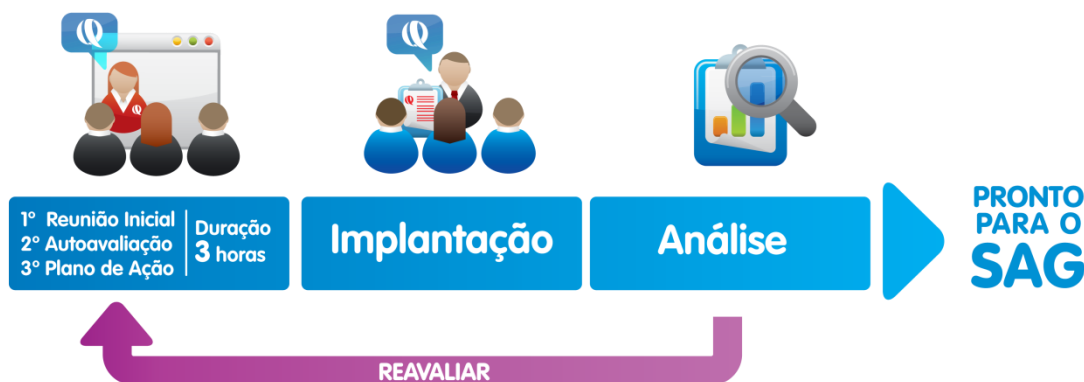 1º Reunião Inicial
2º Autoavaliação
3º Plano de Ação
Duração
3 horas
Implantação
Análise
PRONTO
PARA O
SAG
REAVALIAR